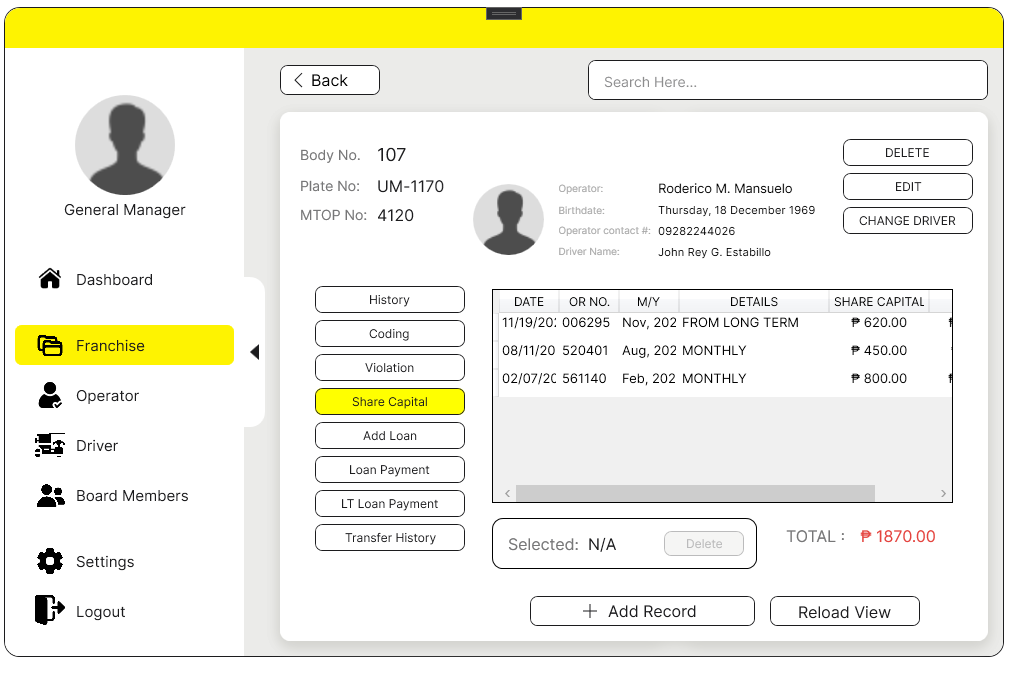 Back
Search Here...
General Manager
Dashboard
Franchise
Operator
Driver
Board Members
Settings
Logout
Body No. 107
Plate No: UM-1170
MTOP No: 4120
Operator: Roderico M. Mansuelo
Birthdate: Thursday, 18 December 1969
Operator contact #: 09282244026
Driver Name: John Rey G. Estabillo
DELETE
EDIT
CHANGE DRIVER
History
Coding
Violation
Share Capital
Add Loan
Loan Payment
LT Loan Payment
Transfer History
DATE OR NO. M/Y DETAILS SHARE CAPITAL
11/19/202 006295 Nov, 202 FROM LONG TERM ₱ 620.00
08/11/20 520401 Aug, 202 MONTHLY ₱ 450.00
02/07/20 561140 Feb, 202 MONTHLY ₱ 800.00
Selected: N/A Delete
TOTAL : ₱ 1870.00
Add Record
Reload View